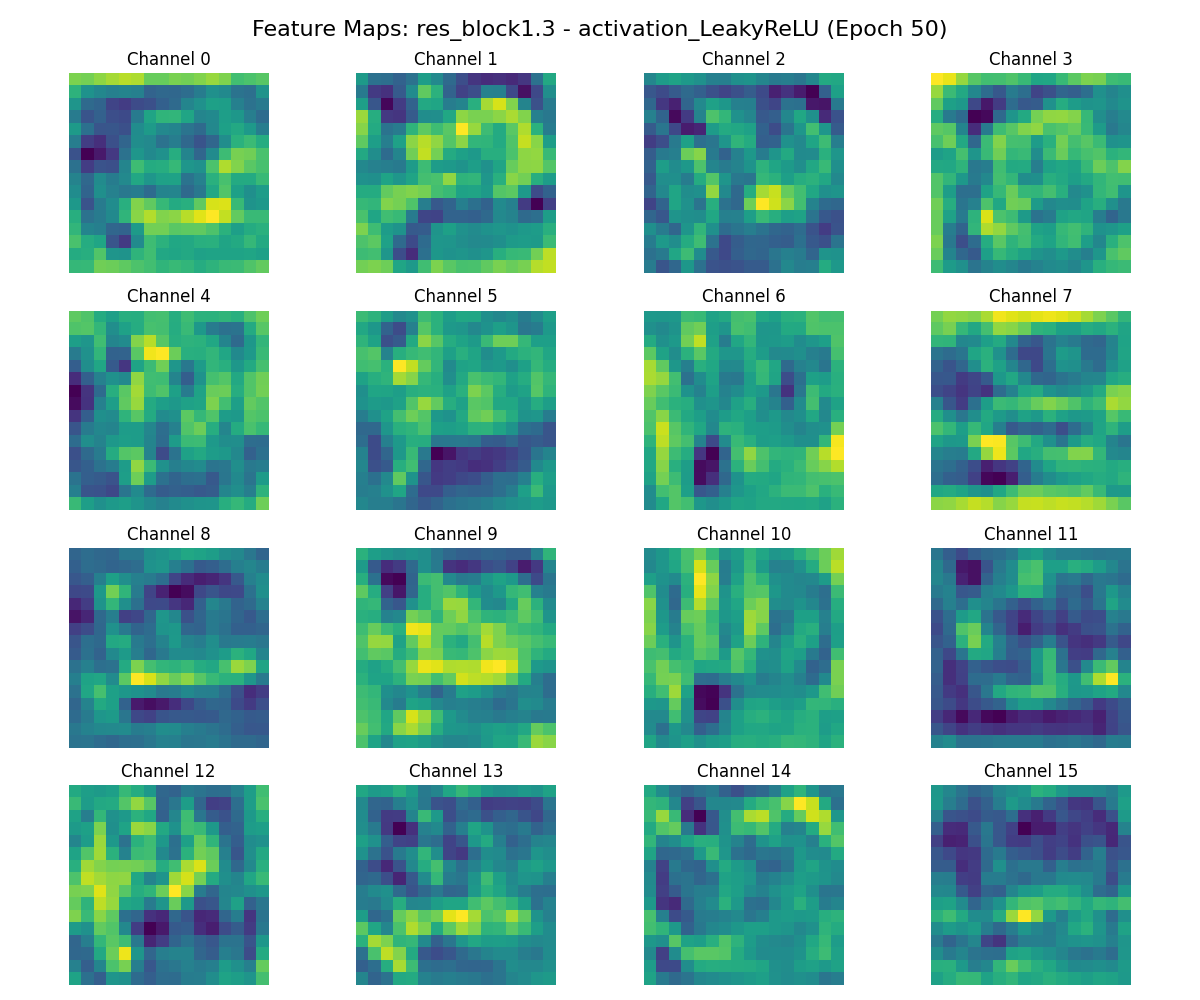 Feature Maps: res_block1.3 - activation_LeakyReLU (Epoch 50)
Channel 0
Channel 1
Channel 2
Channel 3
Channel 4
Channel 5
Channel 6
Channel 7
Channel 8
Channel 9
Channel 10
Channel 11
Channel 12
Channel 13
Channel 14
Channel 15